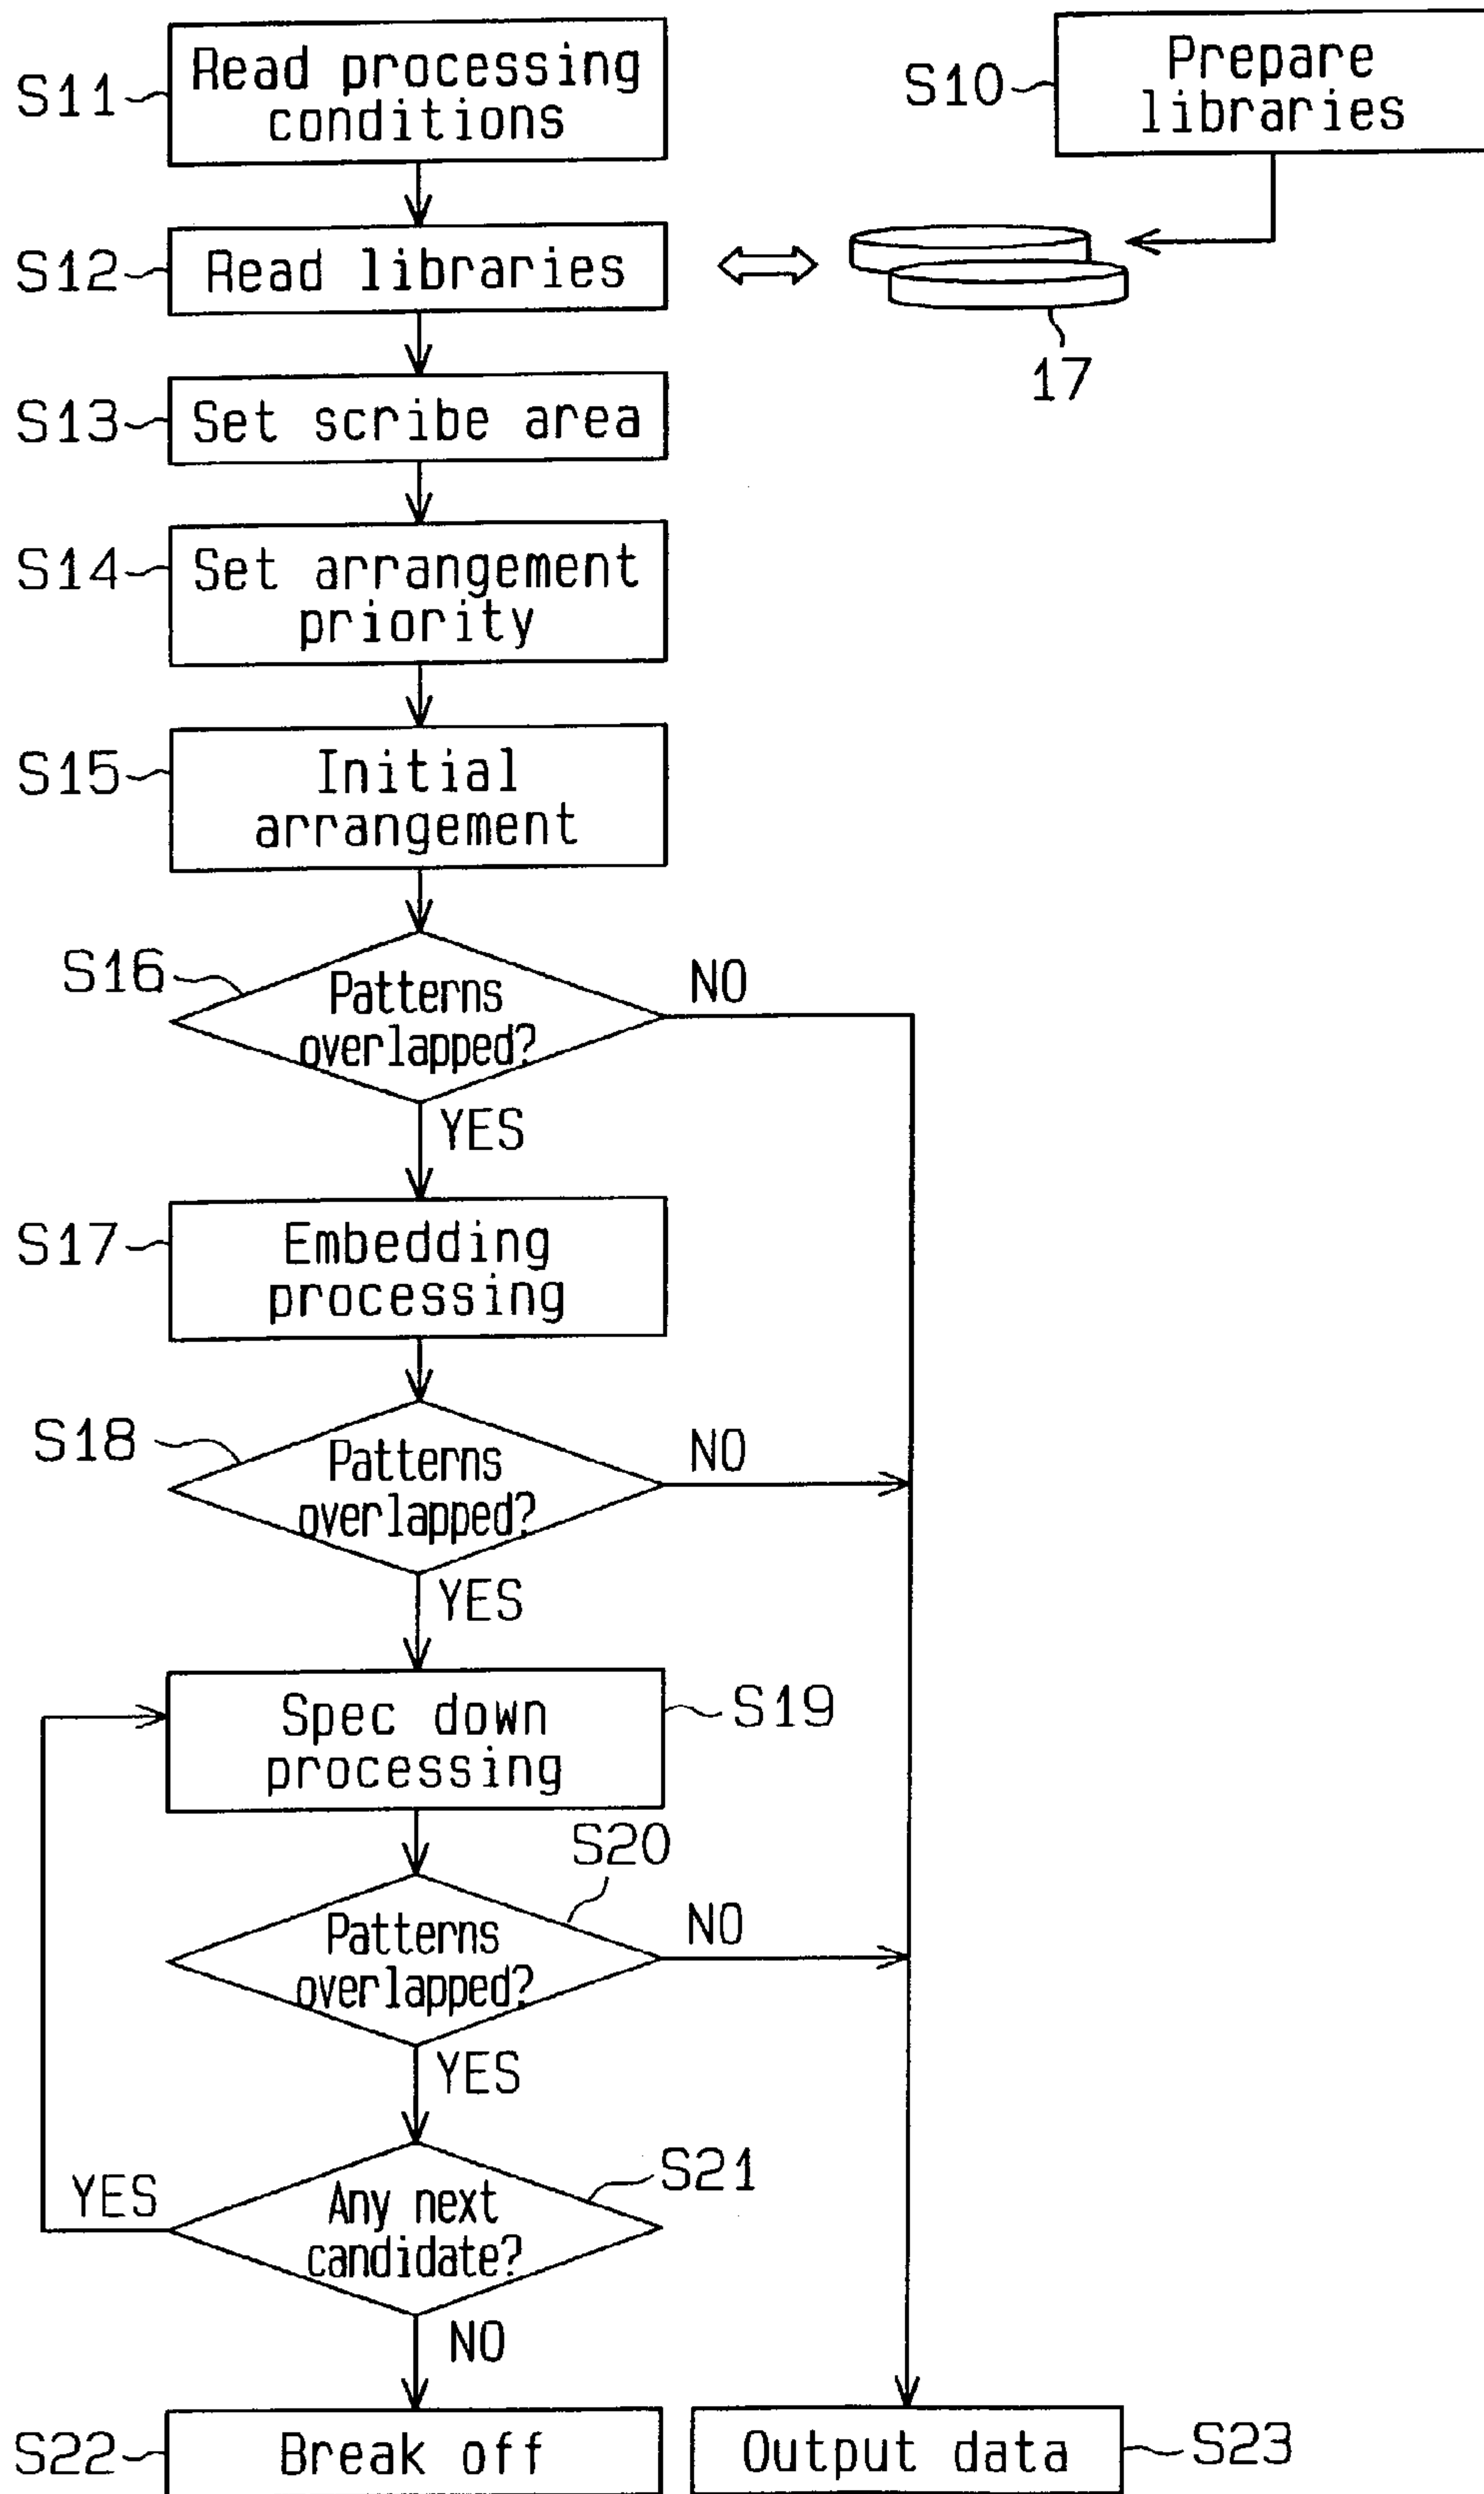 S11
Read processing
conditions
S10
Prepare
libraries
S12
Read libraries
17
S13
Set scribe area
S14
Set arrangement
priority
S15
Initial
arrangement
S16
Patterns
overlapped?
NO
YES
S17
Embedding
processing
S18
Patterns
overlapped?
NO
YES
Spec down
processing
S19
S20
Patterns
overlapped?
NO
YES
S21
Any next
candidate?
YES
NO
S22
Break off
Output data
S23